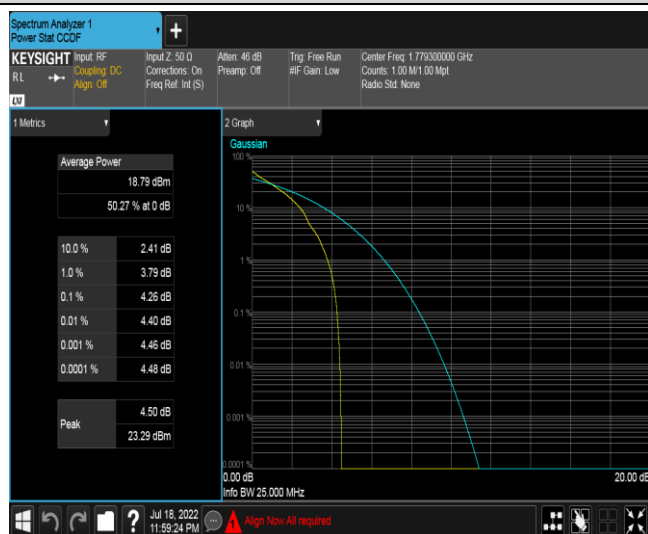 Spectrum Analyzer 1
Power Stat CCDF
+
KEYSIGHT
RL
LXI
Input: RF
Coupling: DC
Align: Off
Input Z: 50 Ω
Corrections: On
Freq Ref: Int (S)
Atten: 46 dB
Preamp: Off
Trig: Free Run
#IF Gain: Low
Center Freq: 1.779300000 GHz
Counts: 1.00 M/1.00 Mpt
Radio Std: None
1 Metrics
Average Power
18.79 dBm
50.27 % at 0 dB
10.0 % 2.41 dB
1.0 % 3.79 dB
0.1 % 4.26 dB
0.01 % 4.40 dB
0.001 % 4.46 dB
0.0001 % 4.48 dB
Peak
4.50 dB
23.29 dBm
2 Graph
Gaussian
100 %
10 %
1 %
0.1 %
0.01 %
0.001 %
0.0001 %
0.00 dB
20.00 dB
Info BW 25.000 MHz
?
Jul 18, 2022
11:59:24 PM
Align Now All required